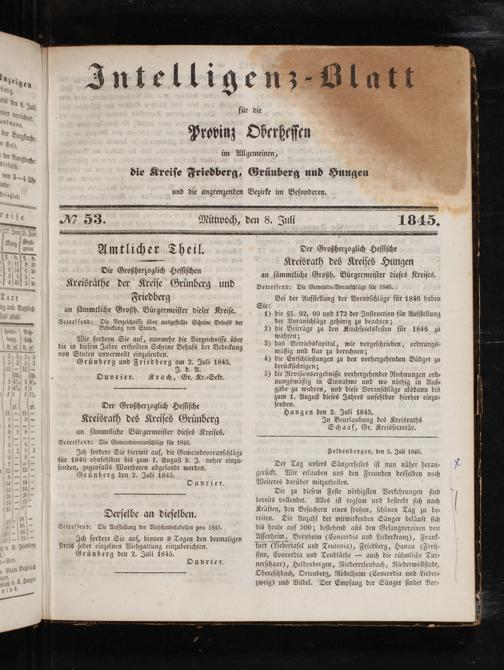 Intelligenz-Blatt
für die
Provinz Oberhessen
im Allgemeinen,
die Kreise Friedberg, Grünberg und Hungen
und die angrenzenden Bezirke im Besonderen.
№ 53. Mittwoch, den 8. Juli 1845.
Amtlicher Theil.
Die Großherzoglich Hessischen
Kreisräthe der Kreise Grünberg und
Friedberg
an sämmtliche Großh. Bürgermeister dieser Kreise.
Betreffend: Die Verzeichnisse über ausgestellte Scheine Behufs der
Bedeckung von Stuten.
Wir fordern Sie auf, nunmehr die Verzeichnisse über
die in diesem Jahre ertheilten Scheine Behufs der Bedeckung
von Stuten unverweilt einzusenden.
Grünberg und Friedberg am 2. Juli 1845.
J. d. A.
Ouvrier. Krach, Gr. Kr.-Sekr.
Der Großherzoglich Hessische
Kreisrath des Kreises Grünberg
an sämmtliche Bürgermeister dieses Kreises.
Betreffend: Die Gemeindevoranschläge für 1846.
Ich fordere Sie hiermit auf, die Gemeindevoranschläge
für 1846 unfehlbar bis zum 1. August d. J. anher einzu-
senden, gegenfalls Wartboten abgesandt werden.
Grünberg den 2. Juli 1845.
Ouvrier.
Derselbe an dieselben.
Betreffend: Die Aufstellung der Viehstandstabellen pro 1845.
Ich fordere Sie auf, binnen 8 Tagen den dermaligen
Preis jeder einzelnen Viehgattung einzuberichten.
Grünberg den 2. Juli 1845.
Ouvrier.
Der Großherzoglich Hessische
Kreisrath des Kreises Hungen
an sämmtliche Großh. Bürgermeister dieses Kreises.
Betreffend: Die Gemeinde-Voranschläge für 1846.
Bei der Aufstellung der Voranschläge für 1846 haben
Sie:
1) die §§. 92, 99 und 172 der Instruction für Aufstellung
der Voranschläge gehörig zu beachten;
2) die Beiträge zu den Kundheitskosten für 1846 zu
wahren;
3) das Betriebskapital, wie vorgeschrieben, ordnungs-
mäßig und klar zu berechnen;
4) die Entschließungen zu den vorhergehenden Büdget zu
berücksichtigen;
5) die Revisionsergebnisse vorhergehender Rechnungen ord-
nungsmäßig in Einnahme und wo nöthig in Aus-
gabe zu wahren, und diese Voranschläge alsdann bis
zum 1. August dieses Jahres unfehlbar hierher einzu-
senden.
Hungen den 2. Juli 1845.
In Beurlaubung des Kreisraths
Schaaf, Gr. Kreissecretär.
Heldenbergen, den 5. Juli 1845.
Der Tag unseres Sängerfestes ist nun näher heran-
gerückt. Wir erlauben uns den Freunden desselben noch
Weiteres darüber mitzutheilen.
Die zu diesem Feste nöthigsten Vorkehrungen sind
bereits vollendet. Alles ist regsam und bestrebt sich nach
Kräften, den Besuchern einen frohen, schönen Tag zu be-
reiten. Die Anzahl der mitwirkenden Sänger beläuft sich
bis heute auf 500; bestehend aus den Gesangvereinen von
Assenheim, Bornheim (Concordia und Liederkranz), Frank-
furt (Liedertafel und Teutonia), Friedberg, Hanau (Froh-
sinn, Concordia und Tonblüthe — auch die rühmliche Tur-
nerschaar), Heldenbergen, Niedererlenbach, Niederwöllstadt,
Obereschbach, Ortenberg, Rödelheim (Concordia und Lieder-
zweig) und Vilbel. Der Empfang der Sänger findet Vor-